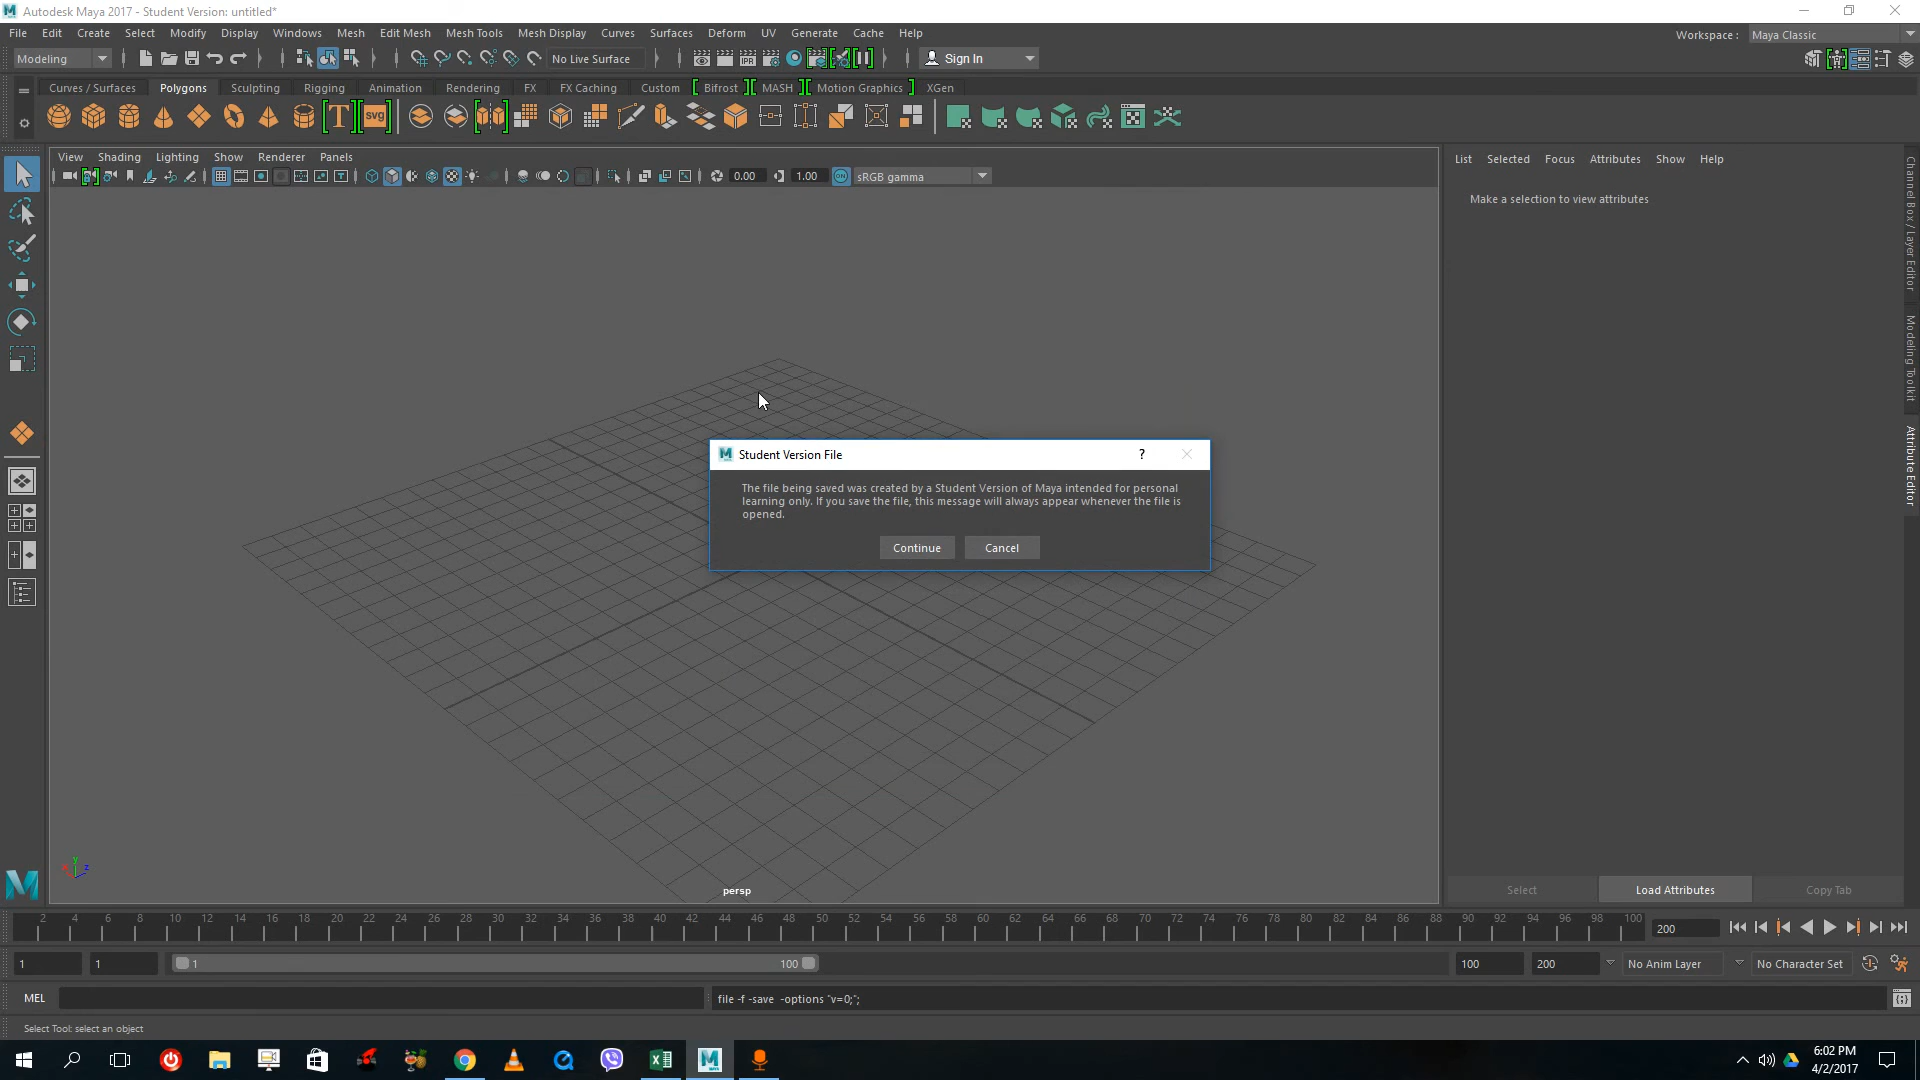 Autodesk Maya 2017 - Student Version: untitled*
File Edit Create Select Modify Display Windows Mesh Edit Mesh Mesh Tools Mesh Display Curves Surfaces Deform UV Generate Cache Help
Workspace : Maya Classic
Modeling No Live Surface IPR Sign In
Curves / Surfaces Polygons Sculpting Rigging Animation Rendering FX FX Caching Custom Bifrost MASH Motion Graphics XGen
T SVG
View Shading Lighting Show Renderer Panels
0.00 1.00 ON sRGB gamma
List Selected Focus Attributes Show Help
Make a selection to view attributes
Channel Box / Layer Editor
Modeling Toolkit
Attribute Editor
Student Version File ?
The file being saved was created by a Student Version of Maya intended for personal
learning only. If you save the file, this message will always appear whenever the file is
opened.
Continue Cancel
y x z
persp
Select Load Attributes Copy Tab
2 4 6 8 10 12 14 16 18 20 22 24 26 28 30 32 34 36 38 40 42 44 46 48 50 52 54 56 58 60 62 64 66 68 70 72 74 76 78 80 82 84 86 88 90 92 94 96 98 100 200
1 1 1 100 100 200 No Anim Layer No Character Set
MEL file -f -save -options "v=0;";
Select Tool: select an object
6:02 PM
4/2/2017